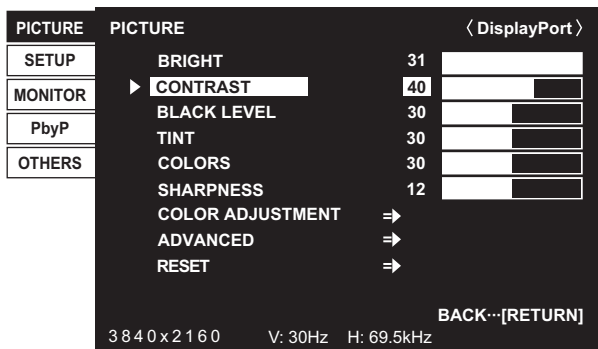 PICTURE
SETUP
MONITOR
PbyP
OTHERS
PICTURE 〈DisplayPort〉
BRIGHT 31
CONTRAST 40
BLACK LEVEL 30
TINT 30
COLORS 30
SHARPNESS 12
COLOR ADJUSTMENT
ADVANCED
RESET
BACK···[RETURN]
3840x2160 V: 30Hz H: 69.5kHz